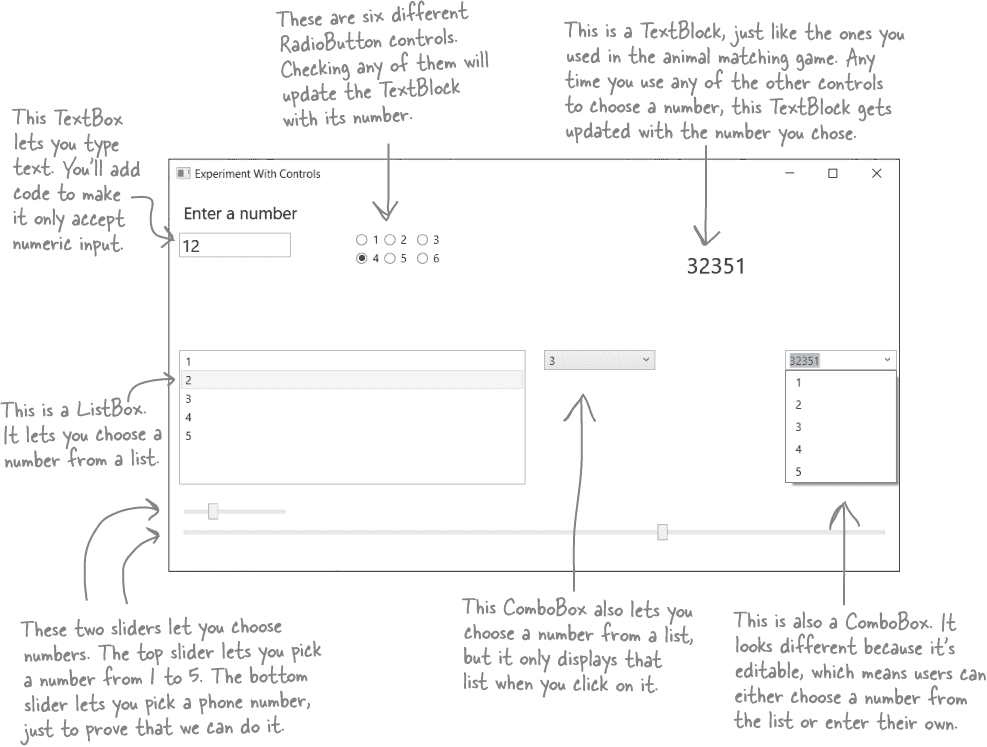 These are six different
RadioButton controls.
Checking any of them will
update the TextBlock
with its number.
This is a TextBlock, just like the ones you
used in the animal matching game. Any
time you use any of the other controls
to choose a number, this TextBlock gets
updated with the number you chose.
This TextBox
lets you type
text. You'll add
code to make
it only accept
numeric input.
Experiment With Controls
Enter a number
12
1 2 3
4 5 6
32351
1
2
3
4
5
3
32351
1
2
3
4
5
This is a ListBox.
It lets you choose a
number from a list.
These two sliders let you choose
numbers. The top slider lets you pick
a number from 1 to 5. The bottom
slider lets you pick a phone number,
just to prove that we can do it.
This ComboBox also lets you
choose a number from a list,
but it only displays that
list when you click on it.
This is also a ComboBox. It
looks different because it's
editable, which means users can
either choose a number from
the list or enter their own.